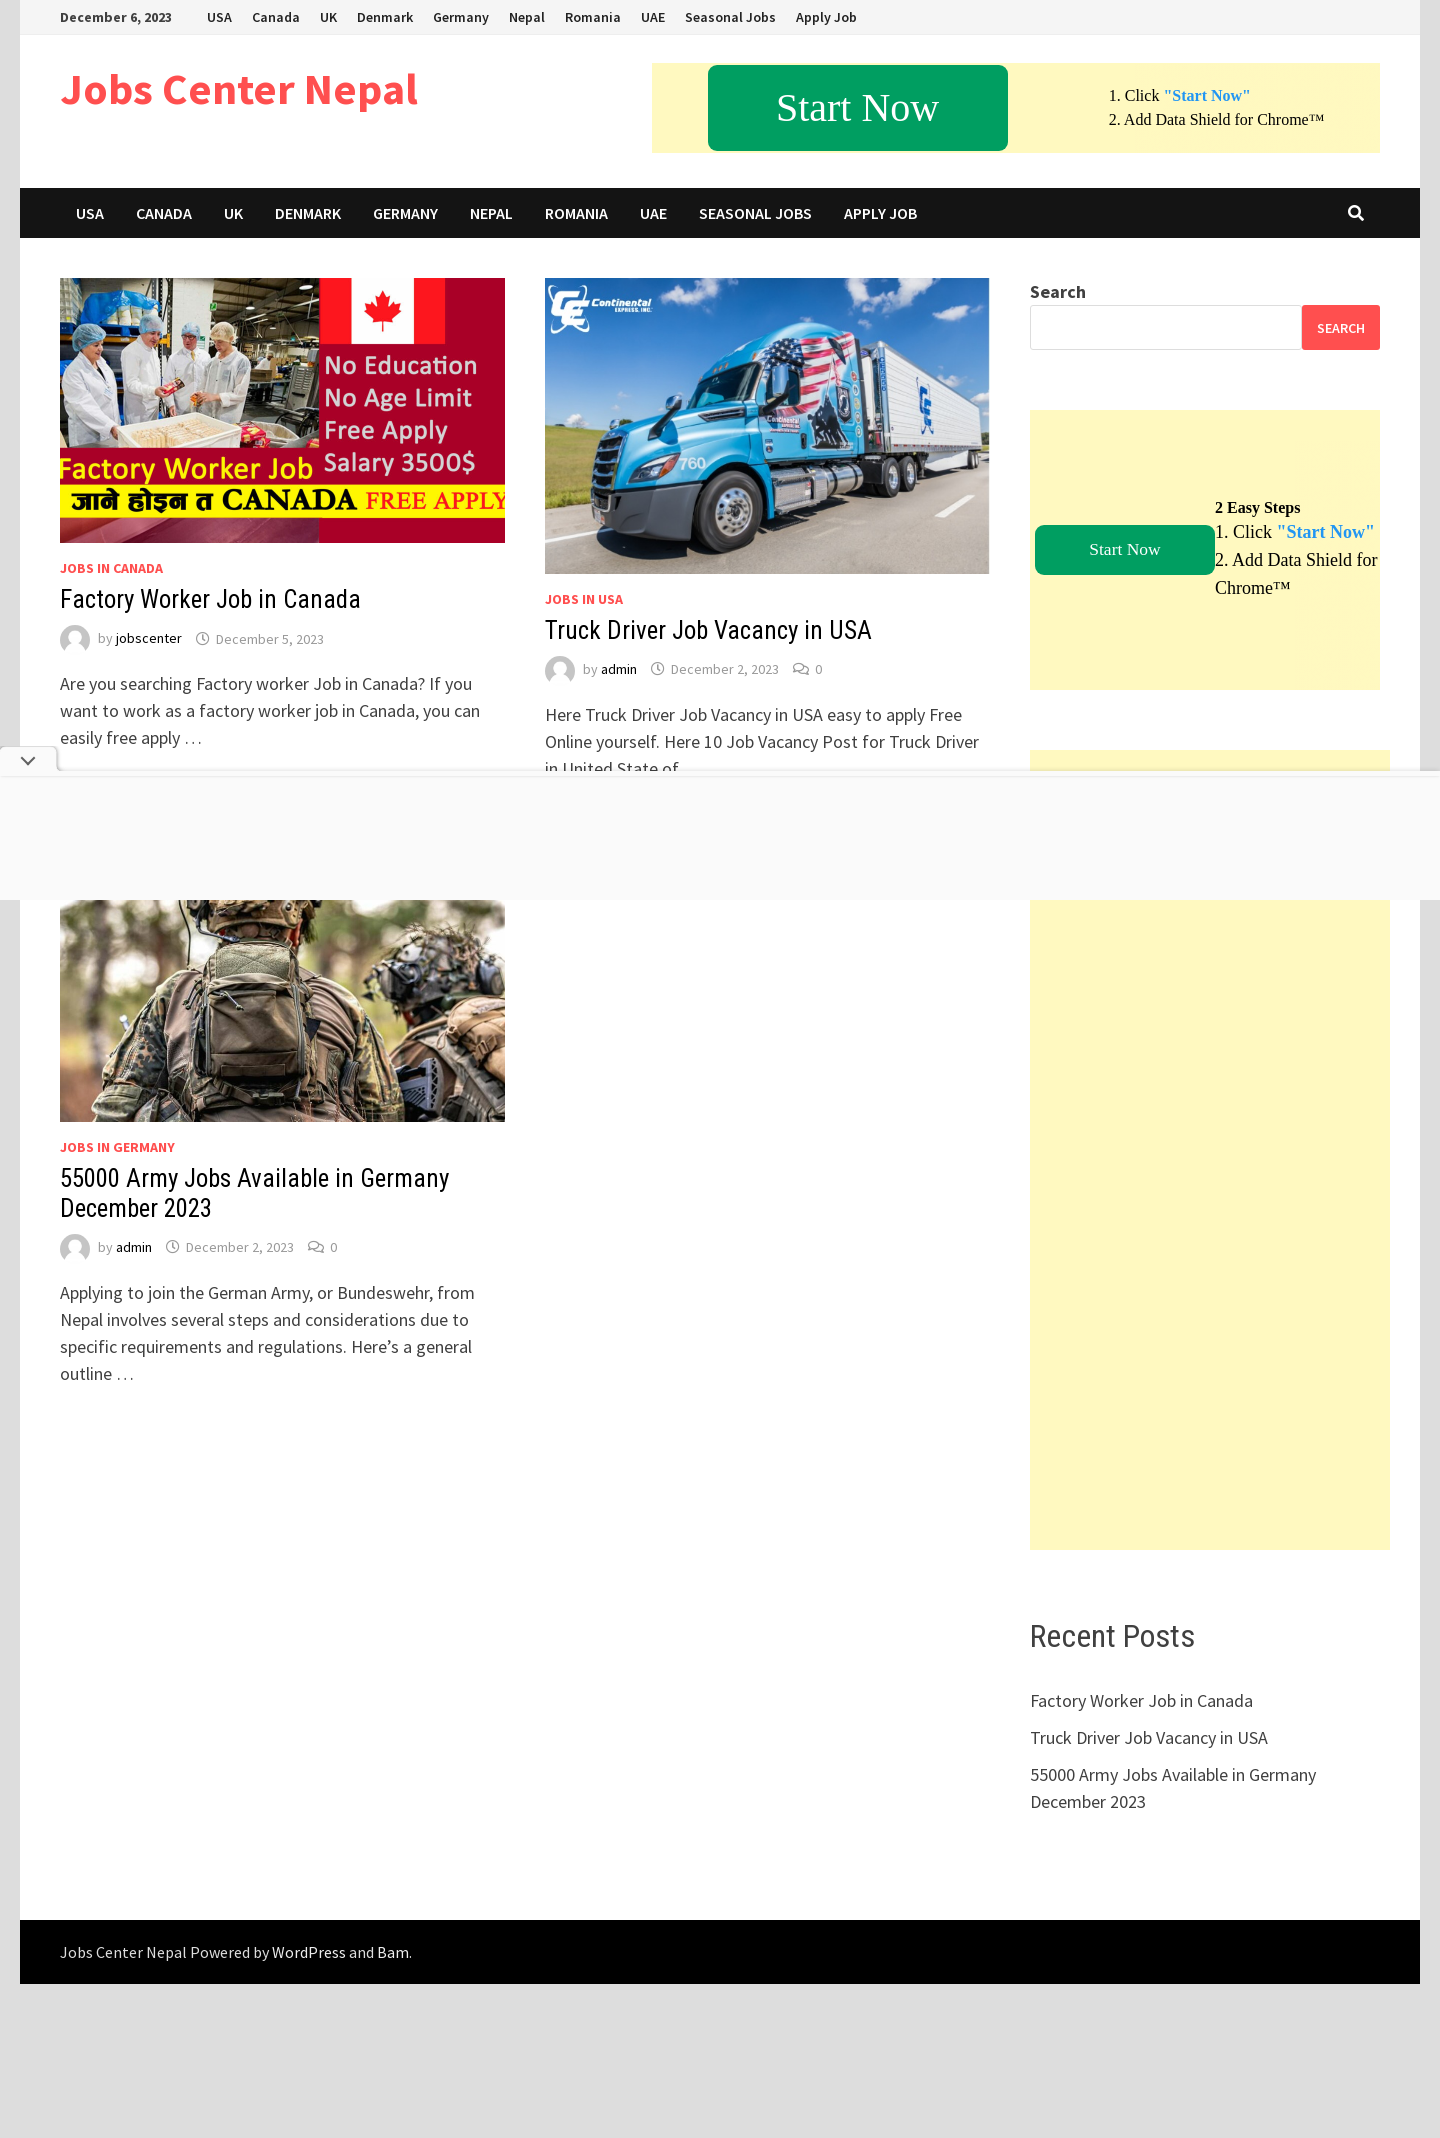 December 6, 2023 USA Canada UK Denmark Germany Nepal Romania UAE Seasonal Jobs Apply Job
Jobs Center Nepal
Start Now
1. Click "Start Now"
2. Add Data Shield for Chrome™
USA CANADA UK DENMARK GERMANY NEPAL ROMANIA UAE SEASONAL JOBS APPLY JOB
No Education
No Age Limit
Free Apply
Salary 3500$
Factory Worker Job
जाने होइन त CANADA FREE APPLY
JOBS IN CANADA
Factory Worker Job in Canada
by jobscenter December 5, 2023
Are you searching Factory worker Job in Canada? If you
want to work as a factory worker job in Canada, you can
easily free apply …
CE Continental
EXPRESS, INC.
760
JOBS IN USA
Truck Driver Job Vacancy in USA
by admin December 2, 2023 0
Here Truck Driver Job Vacancy in USA easy to apply Free
Online yourself. Here 10 Job Vacancy Post for Truck Driver
in United State of
Search
SEARCH
Start Now
2 Easy Steps
1. Click "Start Now"
2. Add Data Shield for
Chrome™
JOBS IN GERMANY
55000 Army Jobs Available in Germany
December 2023
by admin December 2, 2023 0
Applying to join the German Army, or Bundeswehr, from
Nepal involves several steps and considerations due to
specific requirements and regulations. Here’s a general
outline …
Recent Posts
Factory Worker Job in Canada
Truck Driver Job Vacancy in USA
55000 Army Jobs Available in Germany
December 2023
Jobs Center Nepal Powered by WordPress and Bam.